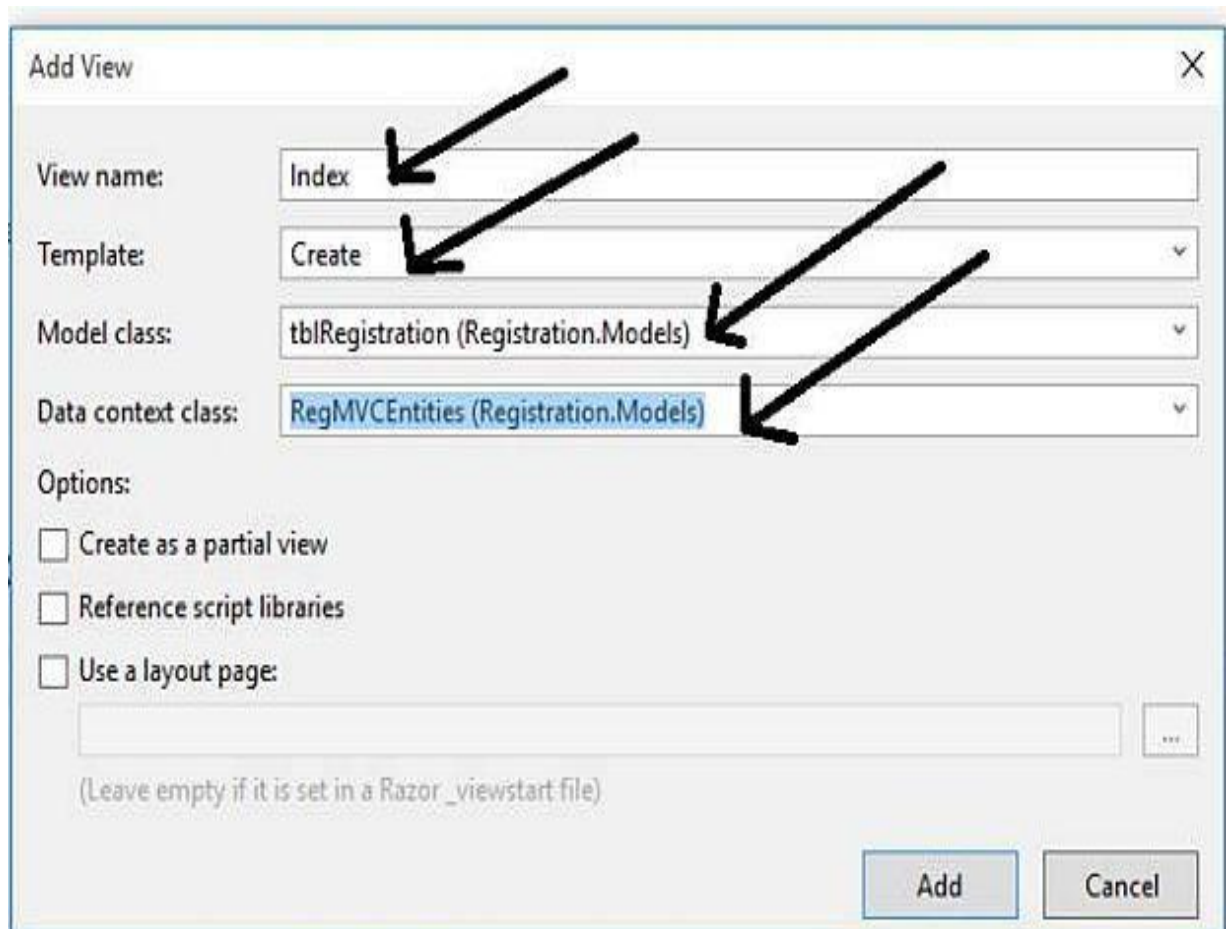 Add View
View name: Index
Template: Create
Model class: tblRegistration (Registration.Models)
Data context class: RegMVCEntities (Registration.Models)
Options:
Create as a partial view
Reference script libraries
Use a layout page:
...
(Leave empty if it is set in a Razor _viewstart file)
Add Cancel